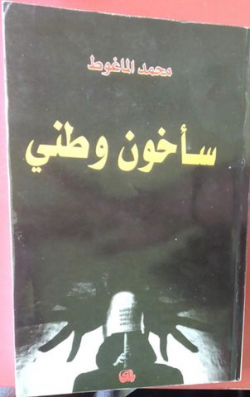 محمد الماغوط
سأخون وطني